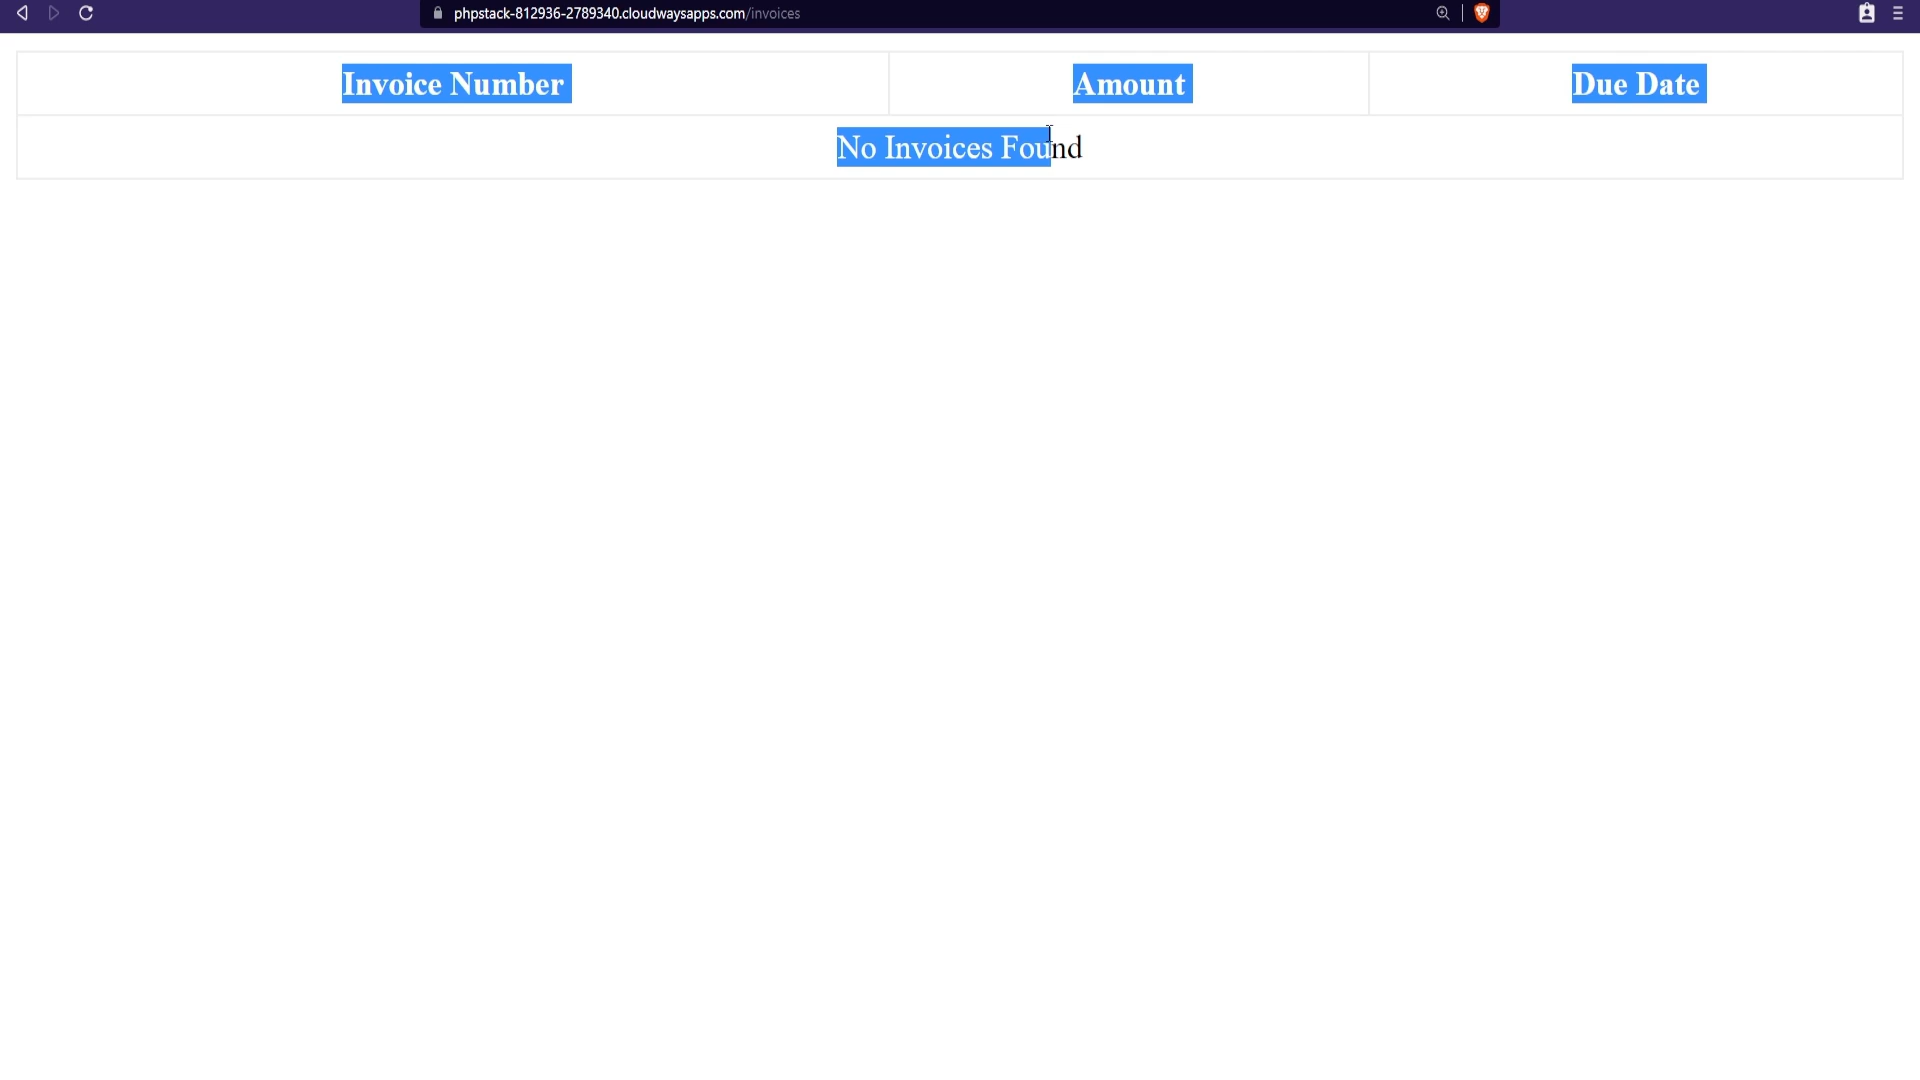 phpstack-812936-2789340.cloudwaysapps.com/invoices
Invoice Number Amount Due Date
No Invoices Found